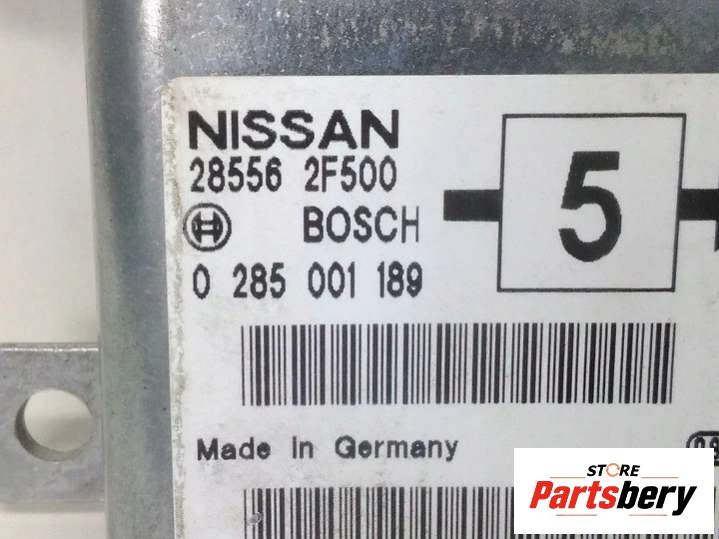 NISSAN
28556 2F500
BOSCH
5
0 285 001 189
Made in Germany
STORE
Partsbery